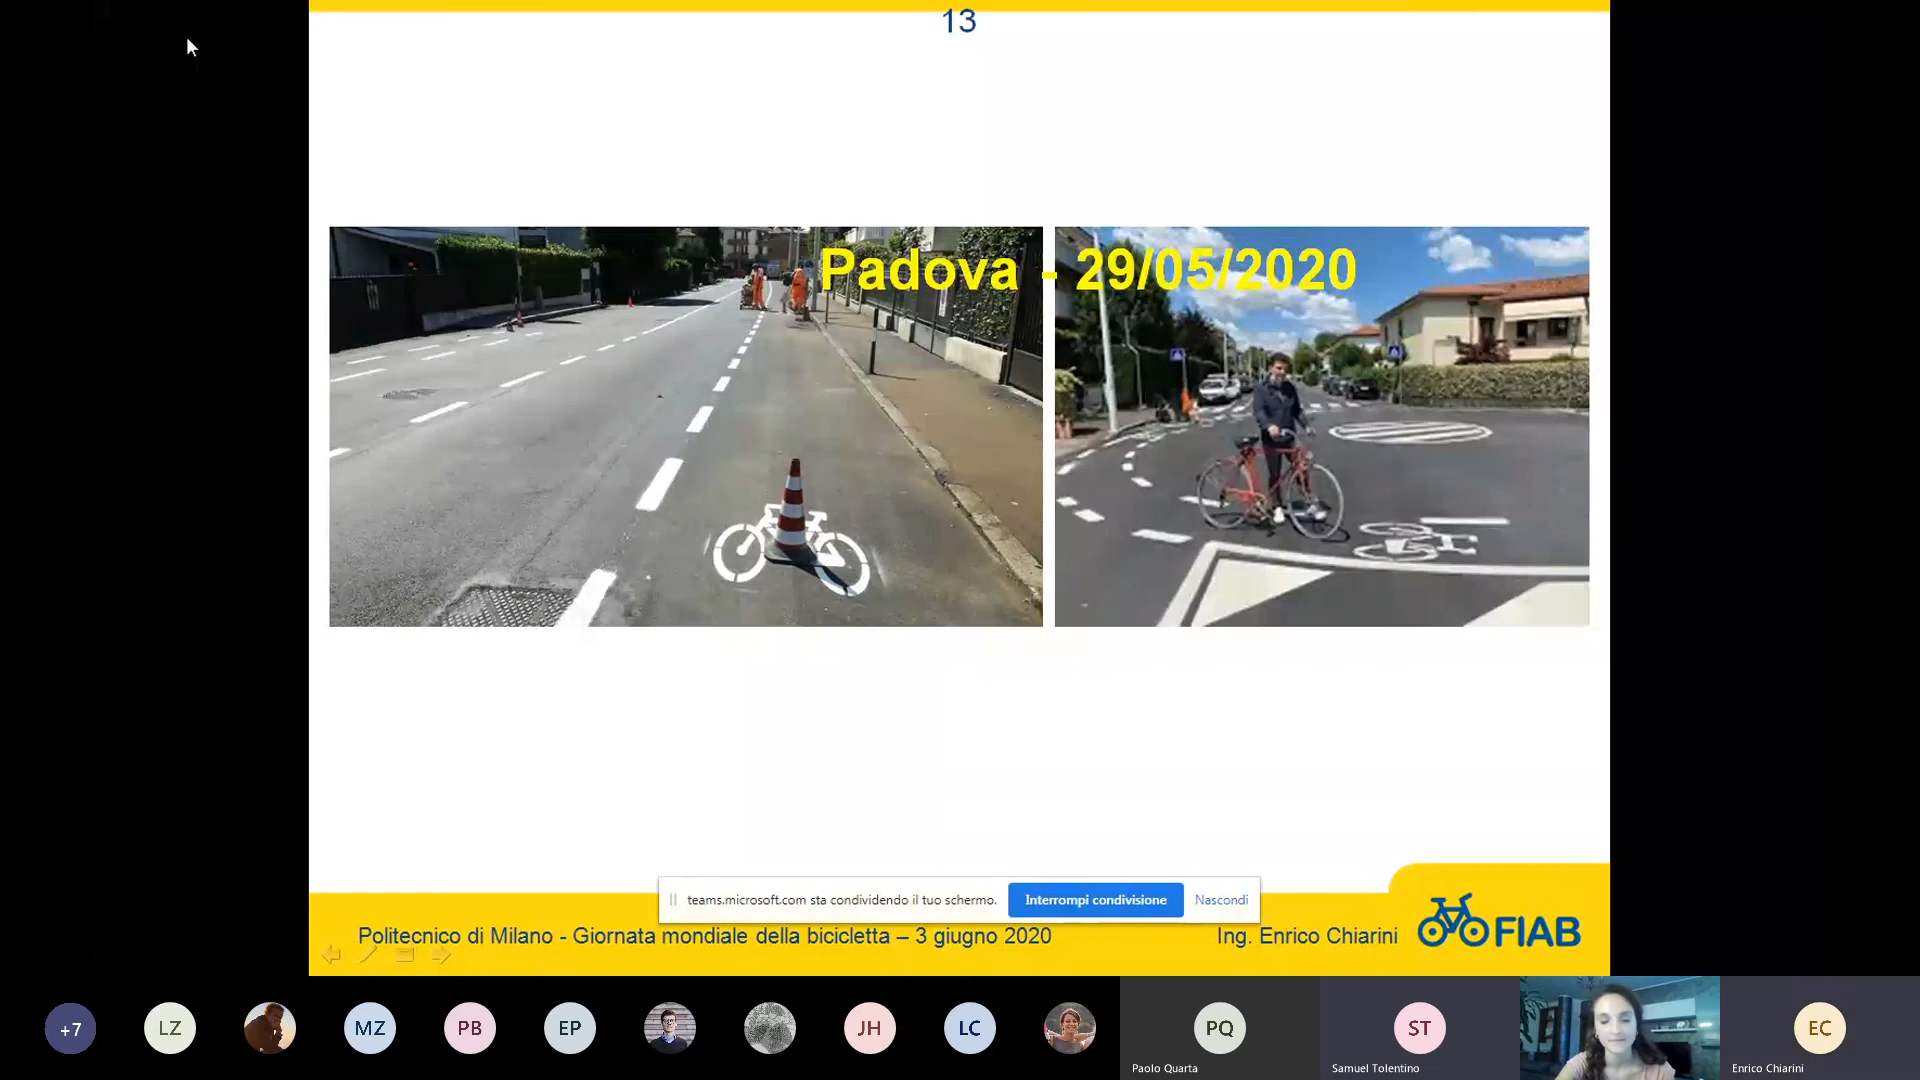 13
Padova - 29/05/2020
teams.microsoft.com sta condividendo il tuo schermo.
Interrompi condivisione
Nascondi
Politecnico di Milano - Giornata mondiale della bicicletta – 3 giugno 2020
Ing. Enrico Chiarini
FIAB
+7
LZ
MZ
PB
EP
JH
LC
PQ
ST
EC
Paolo Quarta
Samuel Tolentino
Enrico Chiarini